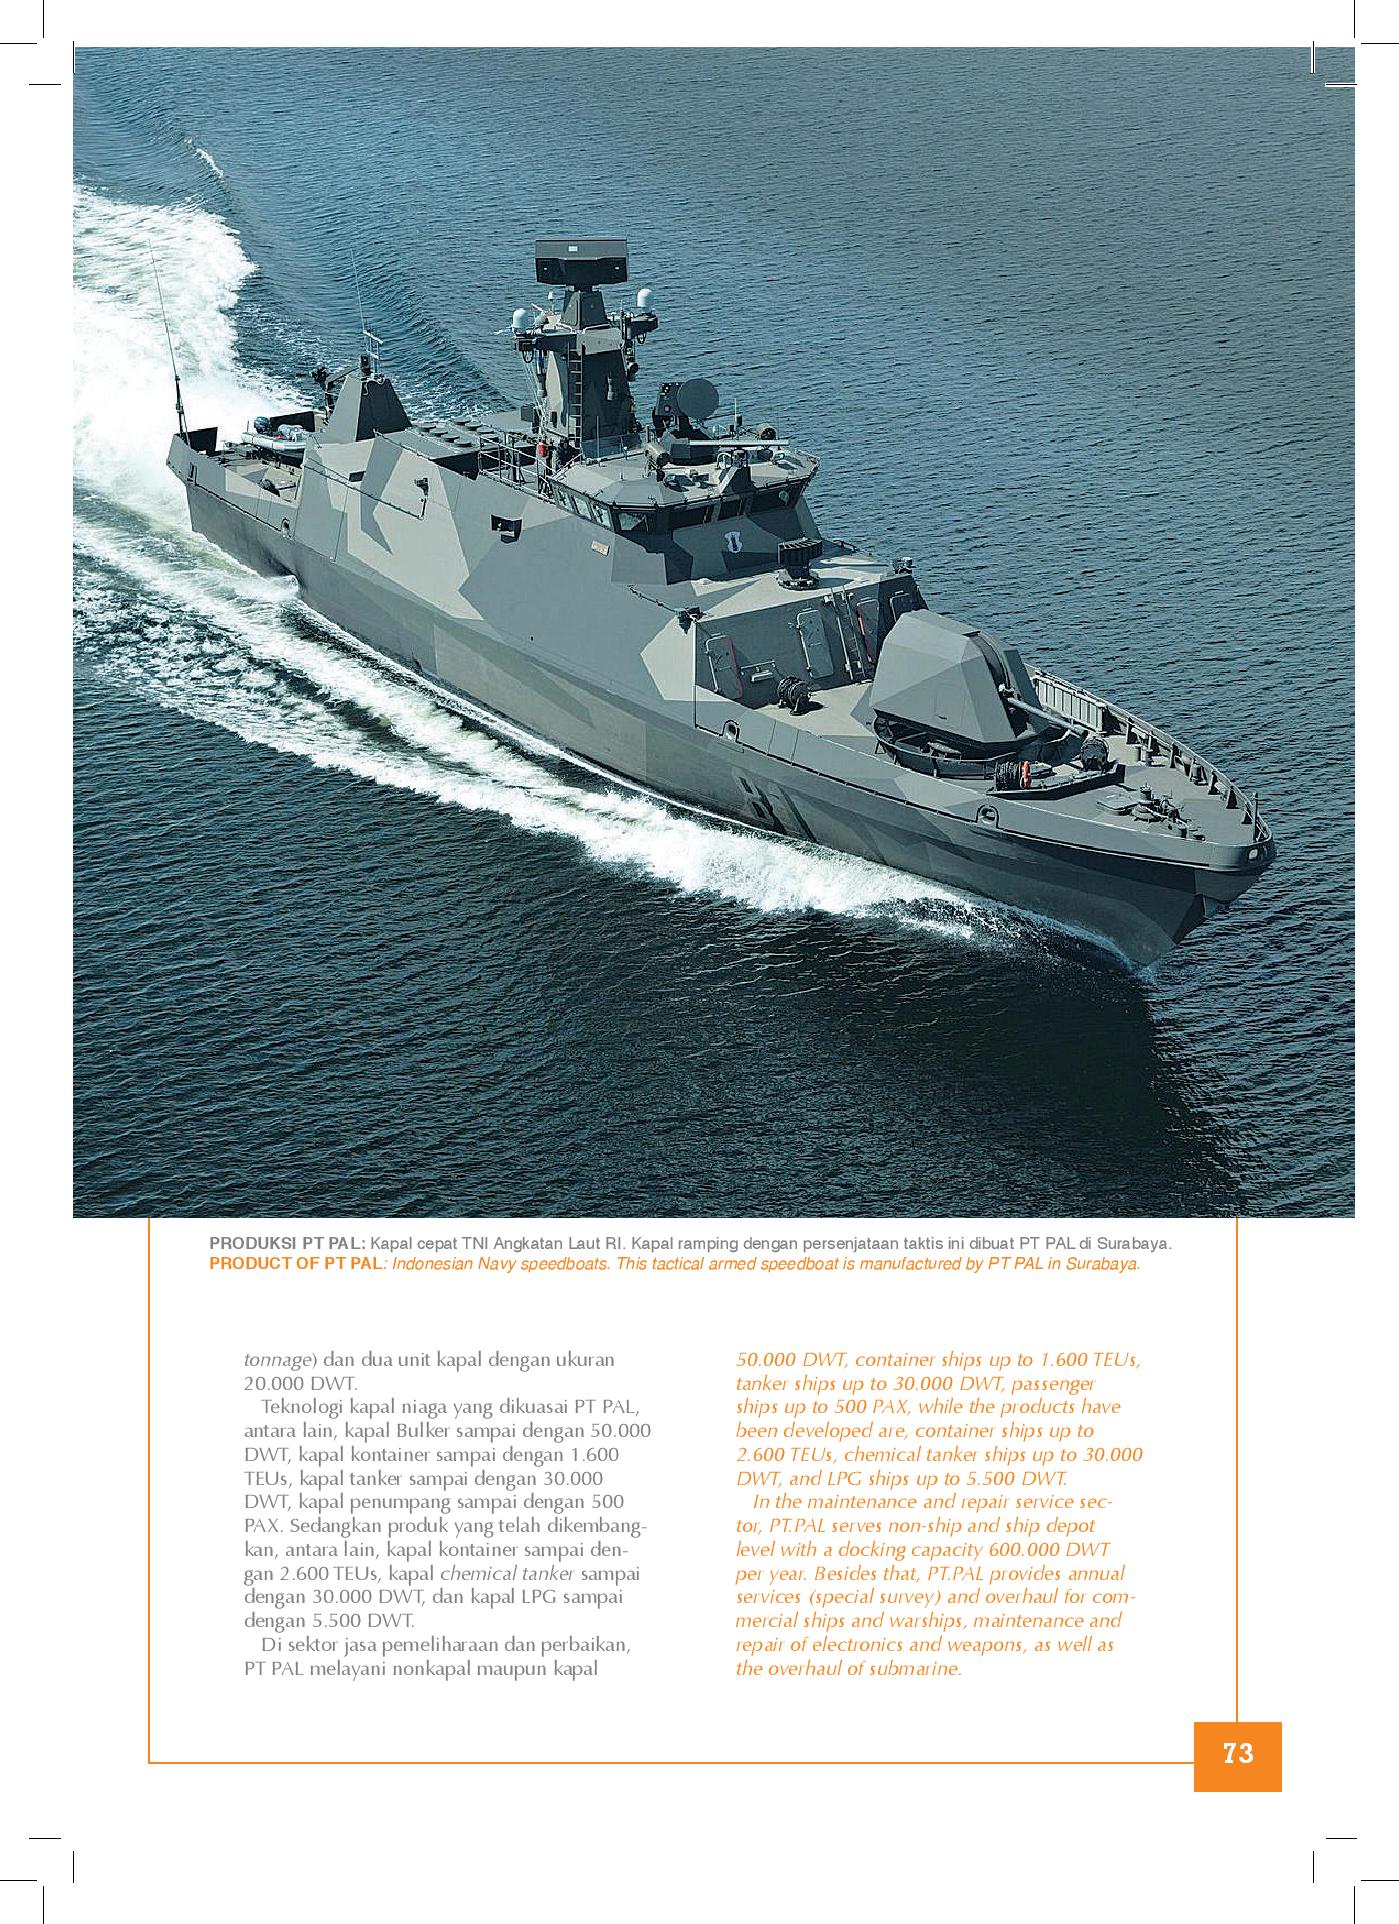 81
PRODUKSI PT PAL: Kapal cepat TNI Angkatan Laut RI. Kapal ramping dengan persenjataan taktis ini dibuat PT PAL di Surabaya.
PRODUCT OF PT PAL: Indonesian Navy speedboats. This tactical armed speedboat is manufactured by PT PAL in Surabaya.
tonnage) dan dua unit kapal dengan ukuran
20.000 DWT.
Teknologi kapal niaga yang dikuasai PT PAL,
antara lain, kapal Bulker sampai dengan 50.000
DWT, kapal kontainer sampai dengan 1.600
TEUs, kapal tanker sampai dengan 30.000
DWT, kapal penumpang sampai dengan 500
PAX. Sedangkan produk yang telah dikembang-
kan, antara lain, kapal kontainer sampai den-
gan 2.600 TEUs, kapal chemical tanker sampai
dengan 30.000 DWT, dan kapal LPG sampai
dengan 5.500 DWT.
Di sektor jasa pemeliharaan dan perbaikan,
PT PAL melayani nonkapal maupun kapal
50.000 DWT, container ships up to 1.600 TEUs,
tanker ships up to 30.000 DWT, passenger
ships up to 500 PAX, while the products have
been developed are, container ships up to
2.600 TEUs, chemical tanker ships up to 30.000
DWT, and LPG ships up to 5.500 DWT.
In the maintenance and repair service sec-
tor, PT.PAL serves non-ship and ship depot
level with a docking capacity 600.000 DWT
per year. Besides that, PT.PAL provides annual
services (special survey) and overhaul for com-
mercial ships and warships, maintenance and
repair of electronics and weapons, as well as
the overhaul of submarine.
73